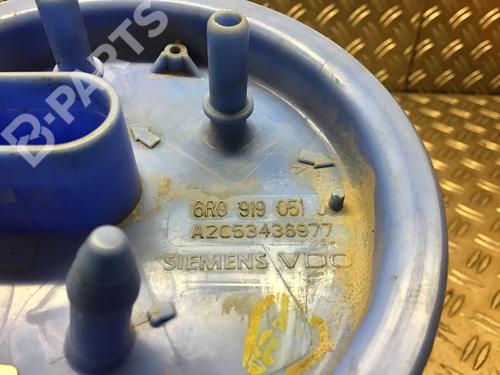 B-PARTS
6R0 919 051 J
A2C53436977
SIEMENS VDO